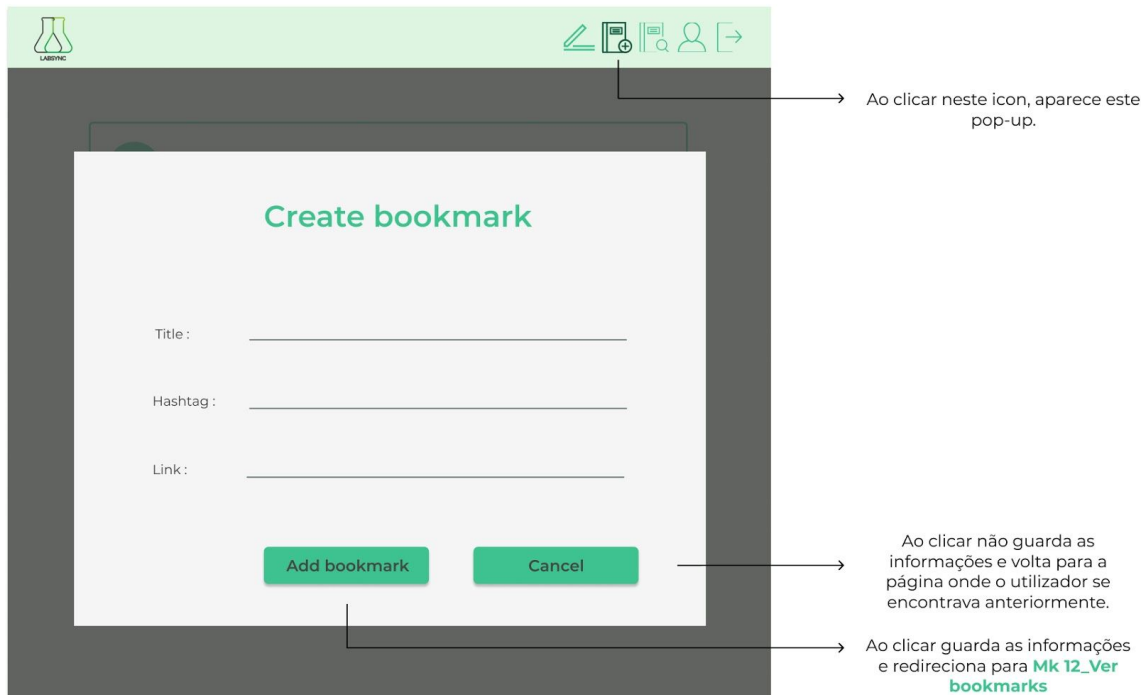 LABSYNC
Ao clicar neste icon, aparece este
pop-up.
Create bookmark
Title :
Hashtag :
Link :
Add bookmark
Cancel
Ao clicar não guarda as
informações e volta para a
página onde o utilizador se
encontrava anteriormente.
Ao clicar guarda as informações
e redireciona para Mk 12_Ver
bookmarks